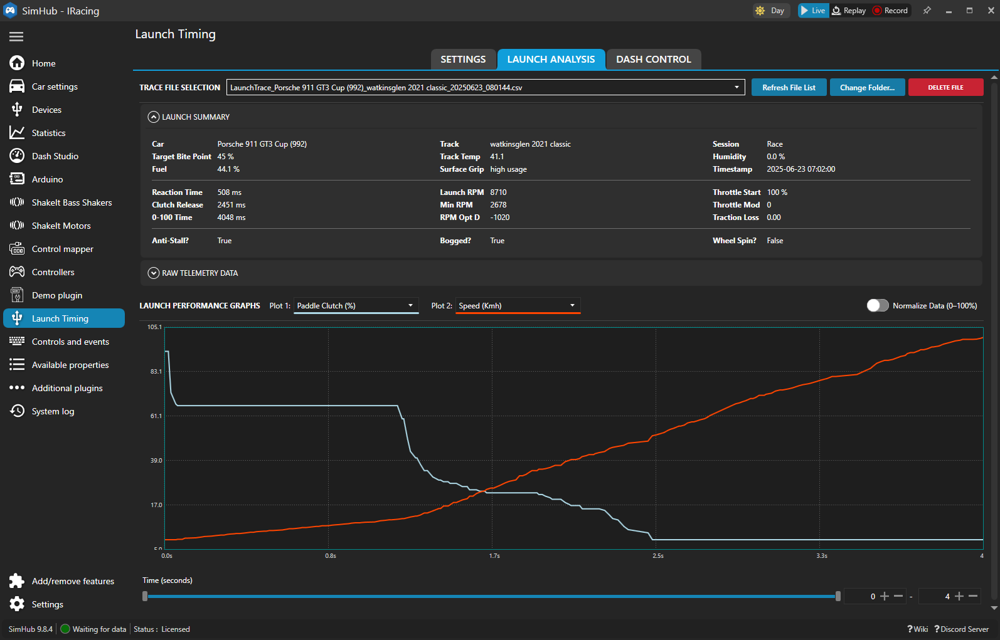 SimHub - IRacing
Day
Live
Replay
Record
Launch Timing
Home
Car settings
Devices
Statistics
Dash Studio
Arduino
ShakeIt Bass Shakers
ShakeIt Motors
Control mapper
Controllers
Demo plugin
Launch Timing
Controls and events
Available properties
Additional plugins
System log
Add/remove features
Settings
SETTINGS
LAUNCH ANALYSIS
DASH CONTROL
TRACE FILE SELECTION
LaunchTrace_Porsche 911 GT3 Cup (992)_watkinsglen 2021 classic_20250623_080144.csv
Refresh File List
Change Folder...
DELETE FILE
LAUNCH SUMMARY
Car Porsche 911 GT3 Cup (992)
Target Bite Point 45 %
Fuel 44.1 %
Track watkinsglen 2021 classic
Track Temp 41.1
Surface Grip high usage
Session Race
Humidity 0.0 %
Timestamp 2025-06-23 07:02:00
Reaction Time 508 ms
Clutch Release 2451 ms
0-100 Time 4048 ms
Launch RPM 8710
Min RPM 2678
RPM Opt D -1020
Throttle Start 100 %
Throttle Mod 0
Traction Loss 0.00
Anti-Stall? True
Bogged? True
Wheel Spin? False
RAW TELEMETRY DATA
LAUNCH PERFORMANCE GRAPHS
Plot 1: Paddle Clutch (%)
Plot 2: Speed (Kmh)
Normalize Data (0–100%)
105.1
83.1
61.1
39.0
17.0
5.0
0.0s
0.8s
1.7s
2.5s
3.3s
4
Time (seconds)
0 + − - 4 + −
SimHub 9.8.4
Waiting for data
Status : Licensed
? Wiki
? Discord Server